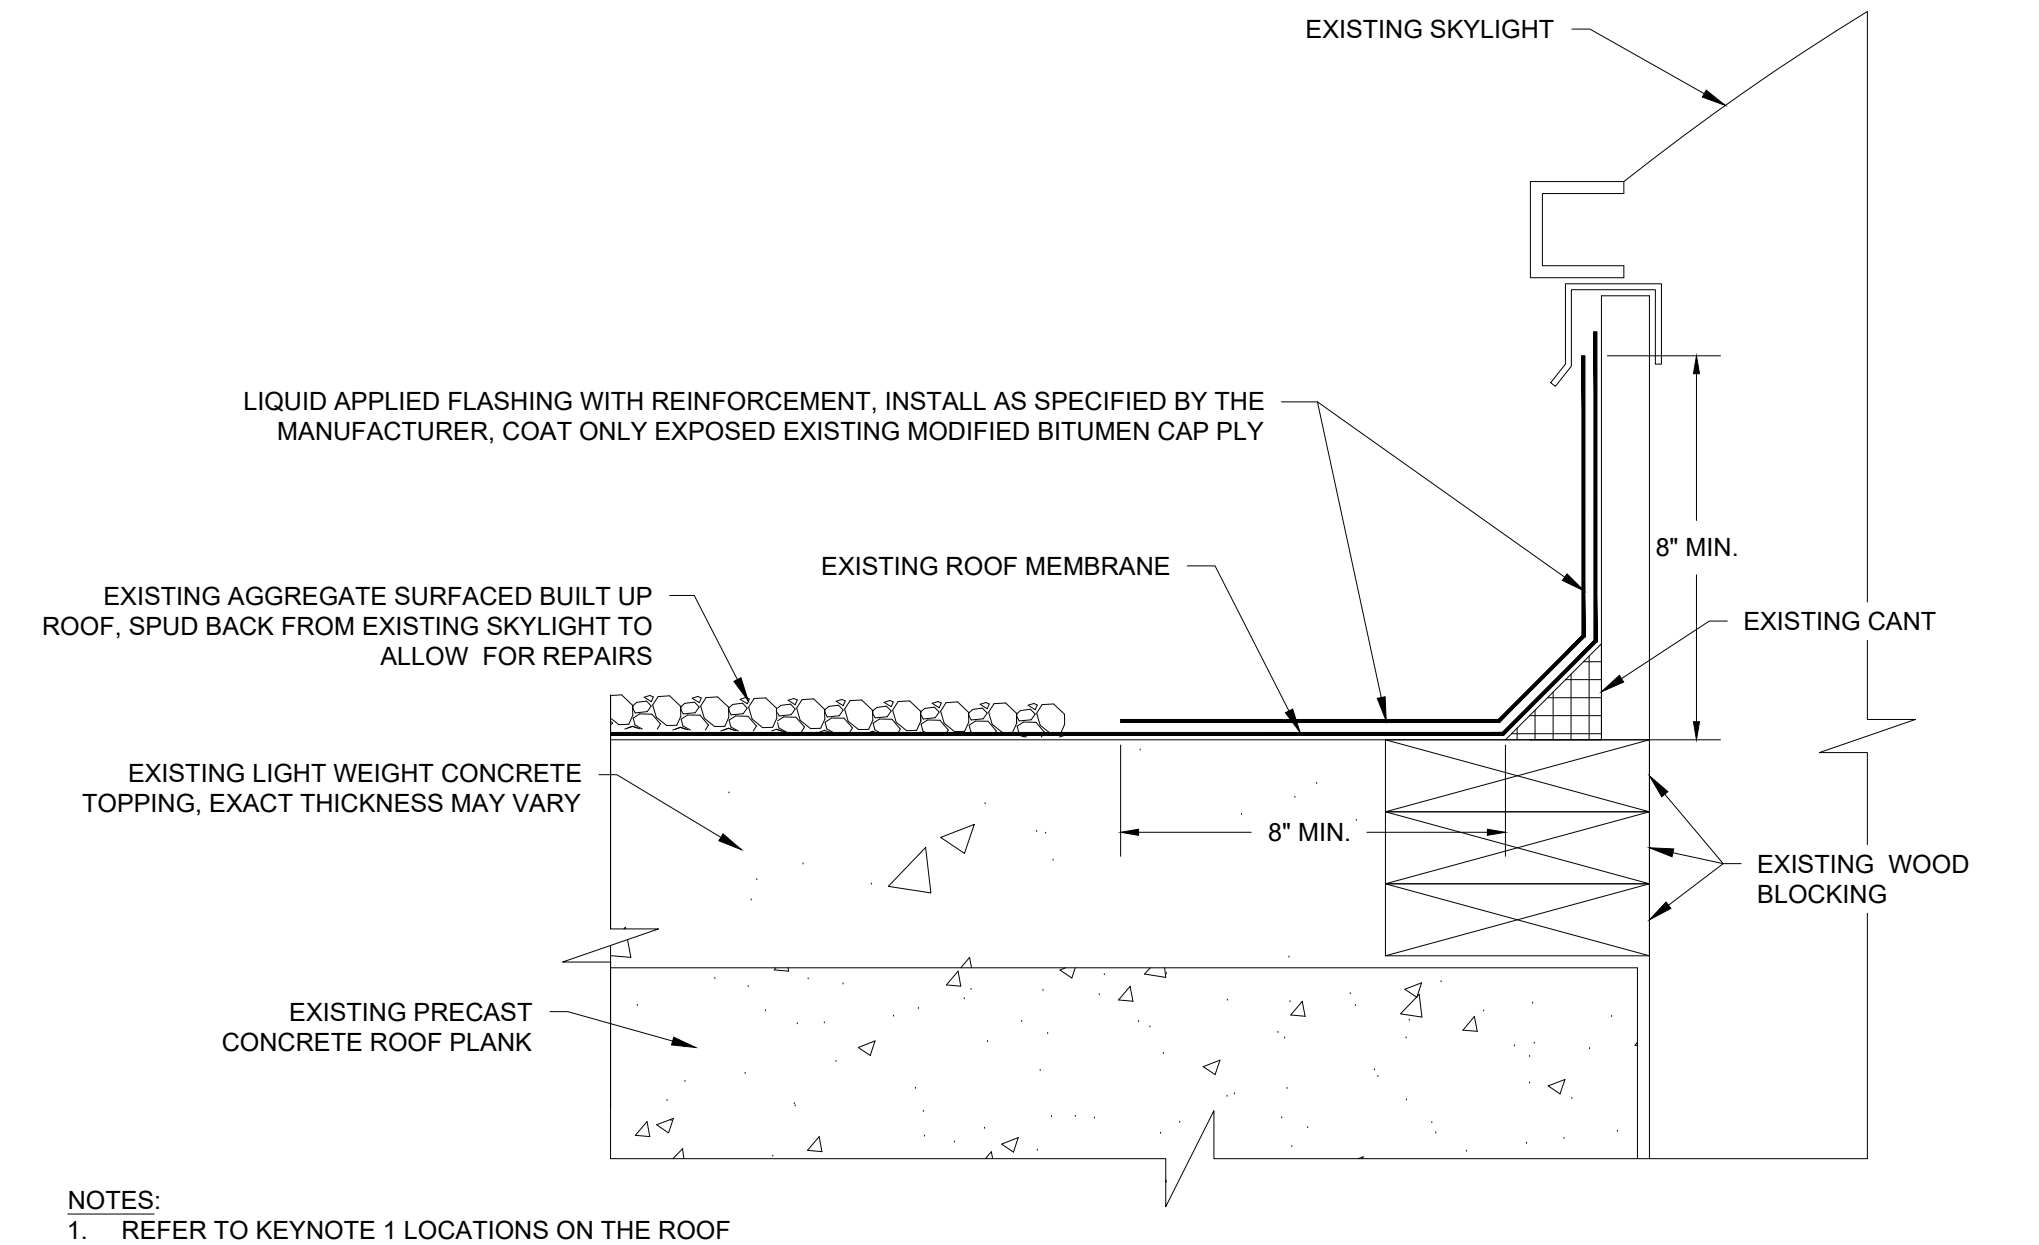 EXISTING SKYLIGHT
LIQUID APPLIED FLASHING WITH REINFORCEMENT, INSTALL AS SPECIFIED BY THE
MANUFACTURER, COAT ONLY EXPOSED EXISTING MODIFIED BITUMEN CAP PLY
8" MIN.
EXISTING ROOF MEMBRANE
EXISTING AGGREGATE SURFACED BUILT UP
ROOF, SPUD BACK FROM EXISTING SKYLIGHT TO
ALLOW FOR REPAIRS
EXISTING CANT
EXISTING LIGHT WEIGHT CONCRETE
TOPPING, EXACT THICKNESS MAY VARY
8" MIN.
EXISTING WOOD
BLOCKING
EXISTING PRECAST
CONCRETE ROOF PLANK
NOTES:
1. REFER TO KEYNOTE 1 LOCATIONS ON THE ROOF